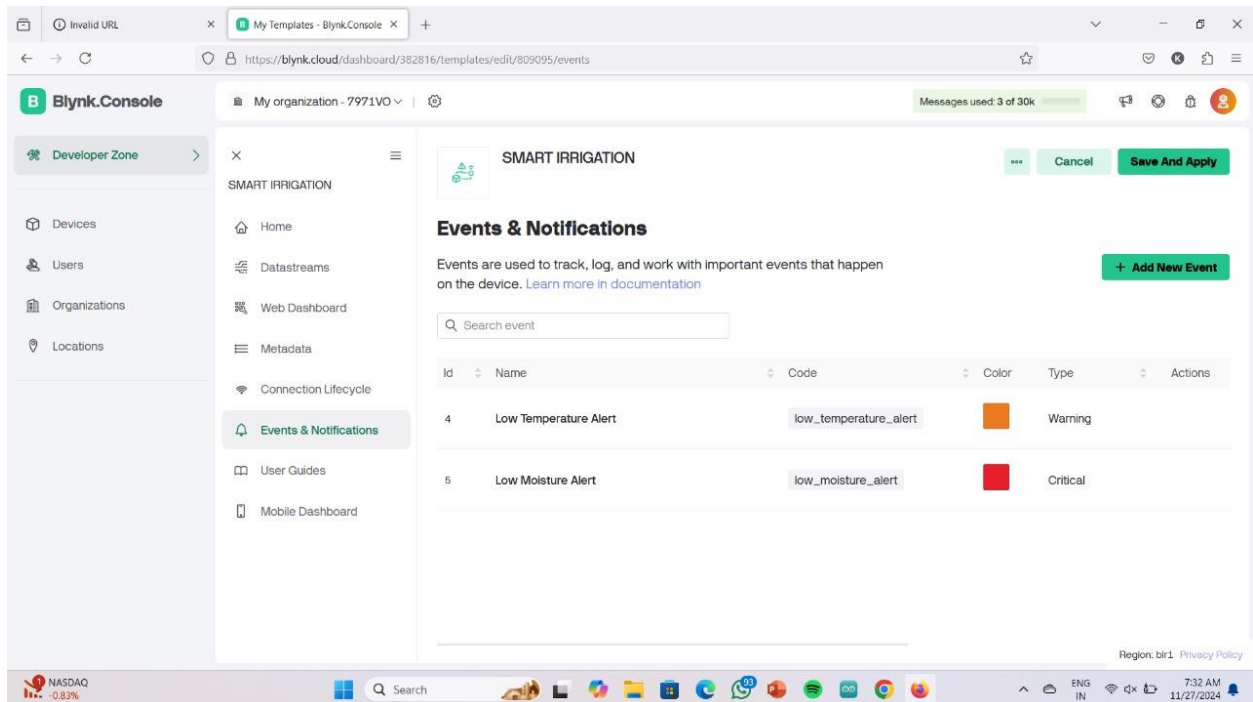 Invalid URL
My Templates - Blynk.Console
https://blynk.cloud/dashboard/382816/templates/edit/809095/events
B Blynk.Console
My organization - 7971VO
Messages used: 3 of 30k
Developer Zone
Devices
Users
Organizations
Locations
SMART IRRIGATION
Home
Datastreams
Web Dashboard
Metadata
Connection Lifecycle
Events & Notifications
User Guides
Mobile Dashboard
SMART IRRIGATION
Cancel
Save And Apply
Events & Notifications
Events are used to track, log, and work with important events that happen
on the device. Learn more in documentation
+ Add New Event
Search event
Id Name Code Color Type Actions
4 Low Temperature Alert low_temperature_alert Warning
5 Low Moisture Alert low_moisture_alert Critical
Region: blr1 Privacy Policy
1 NASDAQ
-0.83%
Search
93
ENG
IN
7:32 AM
11/27/2024